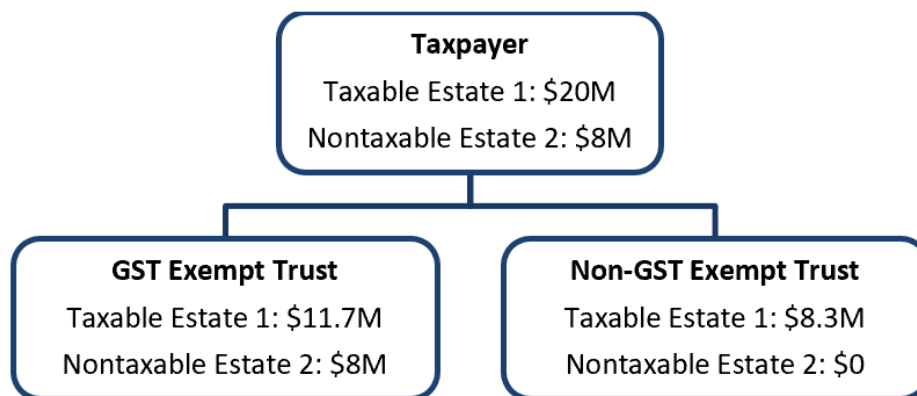 Taxpayer
Taxable Estate 1: $20M
Nontaxable Estate 2: $8M
GST Exempt Trust
Taxable Estate 1: $11.7M
Nontaxable Estate 2: $8M
Non-GST Exempt Trust
Taxable Estate 1: $8.3M
Nontaxable Estate 2: $0